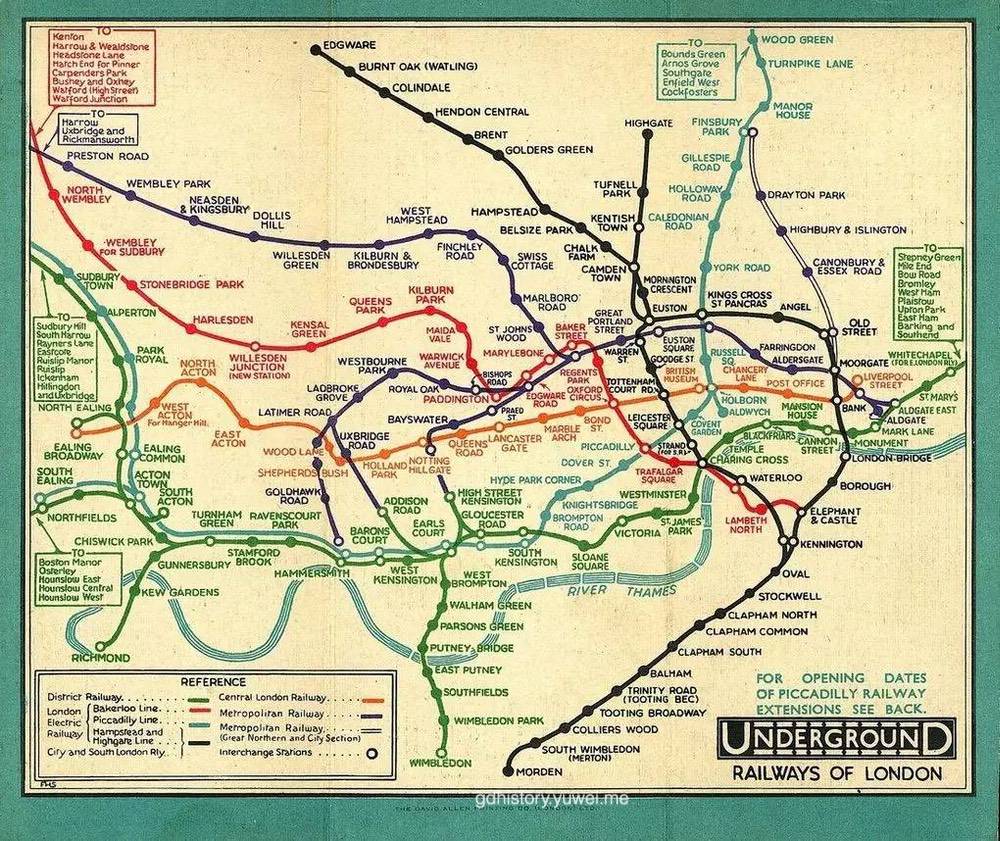 TO
Kenton
Harrow & Wealdstone
Headstone Lane
Hatch End for Pinner
Carpenders Park
Bushey and Oxhey
Watford (High Street)
Watford Junction
TO
Harrow
Uxbridge and
Rickmansworth
PRESTON ROAD
NORTH
WEMBLEY
WEMBLEY PARK
NEASDEN
& KINGSBURY
DOLLIS
HILL
WILLESDEN
GREEN
KILBURN &
BRONDESBURY
WEST
HAMPSTEAD
FINCHLEY
ROAD
SWISS
COTTAGE
MARLBORO'
ROAD
ST JOHNS
WOOD
EDGWARE
BURNT OAK (WATLING)
COLINDALE
HENDON CENTRAL
BRENT
GOLDERS GREEN
HAMPSTEAD
BELSIZE PARK
CHALK
FARM
CAMDEN
TOWN
HIGHGATE
TUFNELL
PARK
KENTISH
TOWN
MORNINGTON
CRESCENT
EUSTON
TO
Bounds Green
Arnos Grove
Southgate
Enfield West
Cockfosters
WOOD GREEN
TURNPIKE LANE
MANOR
HOUSE
FINSBURY
PARK
GILLESPIE
ROAD
HOLLOWAY
ROAD
CALEDONIAN
ROAD
YORK ROAD
KINGS CROSS
ST PANCRAS
DRAYTON PARK
HIGHBURY & ISLINGTON
CANONBURY &
ESSEX ROAD
ANGEL
OLD
STREET
MOORGATE
TO
Stepney Green
Mile End
Bow Road
Bromley
West Ham
Plaistow
Upton Park
East Ham
Barking and
Southend
WHITECHAPEL
(FOR E.LONDON RLY)
ST MARY'S
WEMBLEY
FOR SUDBURY
STONEBRIDGE PARK
HARLESDEN
WILLESDEN
JUNCTION
(NEW STATION)
KENSAL
GREEN
QUEENS
PARK
KILBURN
PARK
MAIDA
VALE
WARWICK
AVENUE
PADDINGTON
EDGWARE
ROAD
MARYLEBONE
BAKER
STREET
REGENTS
PARK
OXFORD
CIRCUS
GREAT
PORTLAND
STREET
WARREN
ST.
EUSTON
SQUARE
GOODGE ST.
TOTTENHAM
COURT RD.
LEICESTER
SQUARE
STRAND
(FOR S.R.)
RUSSELL
SQ
BRITISH
MUSEUM
CHANCERY
LANE
HOLBORN
ALDWYCH
COVENT
GARDEN
FARRINGDON
ALDERSGATE
POST OFFICE
LIVERPOOL
STREET
BANK
ALDGATE EAST
ALDGATE
MARK LANE
MONUMENT
CANNON
STREET
MANSION
HOUSE
BLACKFRIARS
TEMPLE
CHARING CROSS
LONDON BRIDGE
TO
Sudbury Hill
South Harrow
Rayners Lane
Eastcote
Ruislip Manor
Ruislip
Ickenham
Hillingdon
and Uxbridge
SUDBURY
TOWN
ALPERTON
PARK
ROYAL
NORTH EALING
EALING
BROADWAY
EALING
COMMON
WEST
ACTON
For Hanger Hill.
NORTH
ACTON
EAST
ACTON
WOOD LANE
SHEPHERDS BUSH
HOLLAND
PARK
NOTTING
HILL GATE
QUEENS
ROAD
LANCASTER
GATE
MARBLE
ARCH
BOND
ST.
WESTBOURNE
PARK
ROYAL OAK
BISHOPS
ROAD
PRAED
ST.
BAYSWATER
LADBROKE
GROVE
LATIMER ROAD
UXBRIDGE
ROAD
GOLDHAWK
ROAD
ADDISON
ROAD
HIGH STREET
KENSINGTON
GLOUCESTER
ROAD
EARLS
COURT
BARONS
COURT
WEST
KENSINGTON
HAMMERSMITH
SOUTH
EALING
NORTHFIELDS
ACTON
TOWN
SOUTH
ACTON
CHISWICK PARK
TURNHAM
GREEN
RAVENSCOURT
PARK
STAMFORD
BROOK
GUNNERSBURY
KEW GARDENS
RICHMOND
TO
Boston Manor
Osterley
Hounslow East
Hounslow Central
Hounslow West
PICCADILLY
DOVER ST.
HYDE PARK CORNER
KNIGHTSBRIDGE
BROMPTON
ROAD
SOUTH
KENSINGTON
SLOANE
SQUARE
VICTORIA
ST. JAMES
PARK
WESTMINSTER
TRAFALGAR
SQUARE
WATERLOO
LAMBETH
NORTH
ELEPHANT
& CASTLE
BOROUGH
KENNINGTON
OVAL
STOCKWELL
CLAPHAM NORTH
CLAPHAM COMMON
CLAPHAM SOUTH
BALHAM
TRINITY ROAD
(TOOTING BEC)
TOOTING BROADWAY
COLLIERS WOOD
SOUTH WIMBLEDON
(MERTON)
MORDEN
RIVER THAMES
WEST
BROMPTON
WALHAM GREEN
PARSONS GREEN
PUTNEY BRIDGE
EAST PUTNEY
SOUTHFIELDS
WIMBLEDON PARK
WIMBLEDON
REFERENCE
District Railway
London
Electric
Railway
Bakerloo Line
Piccadilly Line
Hampstead and
Highgate Line
City and South London Rly.
Central London Railway
Metropolitan Railway
Metropolitan Railway
(Great Northern and City Section)
Interchange Stations
FOR OPENING DATES
OF PICCADILLY RAILWAY
EXTENSIONS SEE BACK.
UNDERGROUND
RAILWAYS OF LONDON
gdhistory.yuwei.me